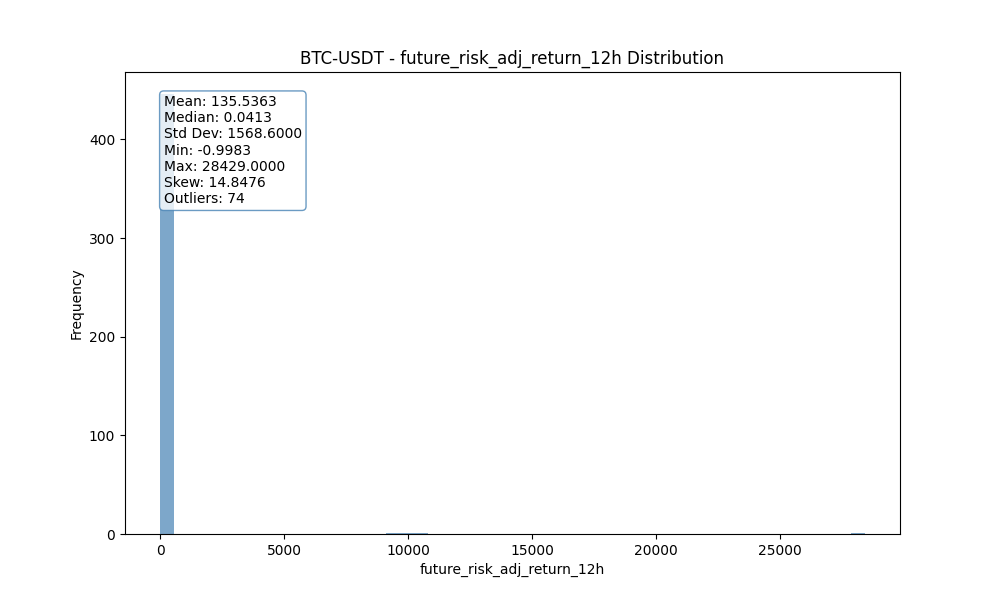 BTC-USDT - future_risk_adj_return_12h Distribution
Mean: 135.5363
Median: 0.0413
Std Dev: 1568.6000
Min: -0.9983
Max: 28429.0000
Skew: 14.8476
Outliers: 74
400
300
200
100
0
Frequency
0 5000 10000 15000 20000 25000
future_risk_adj_return_12h